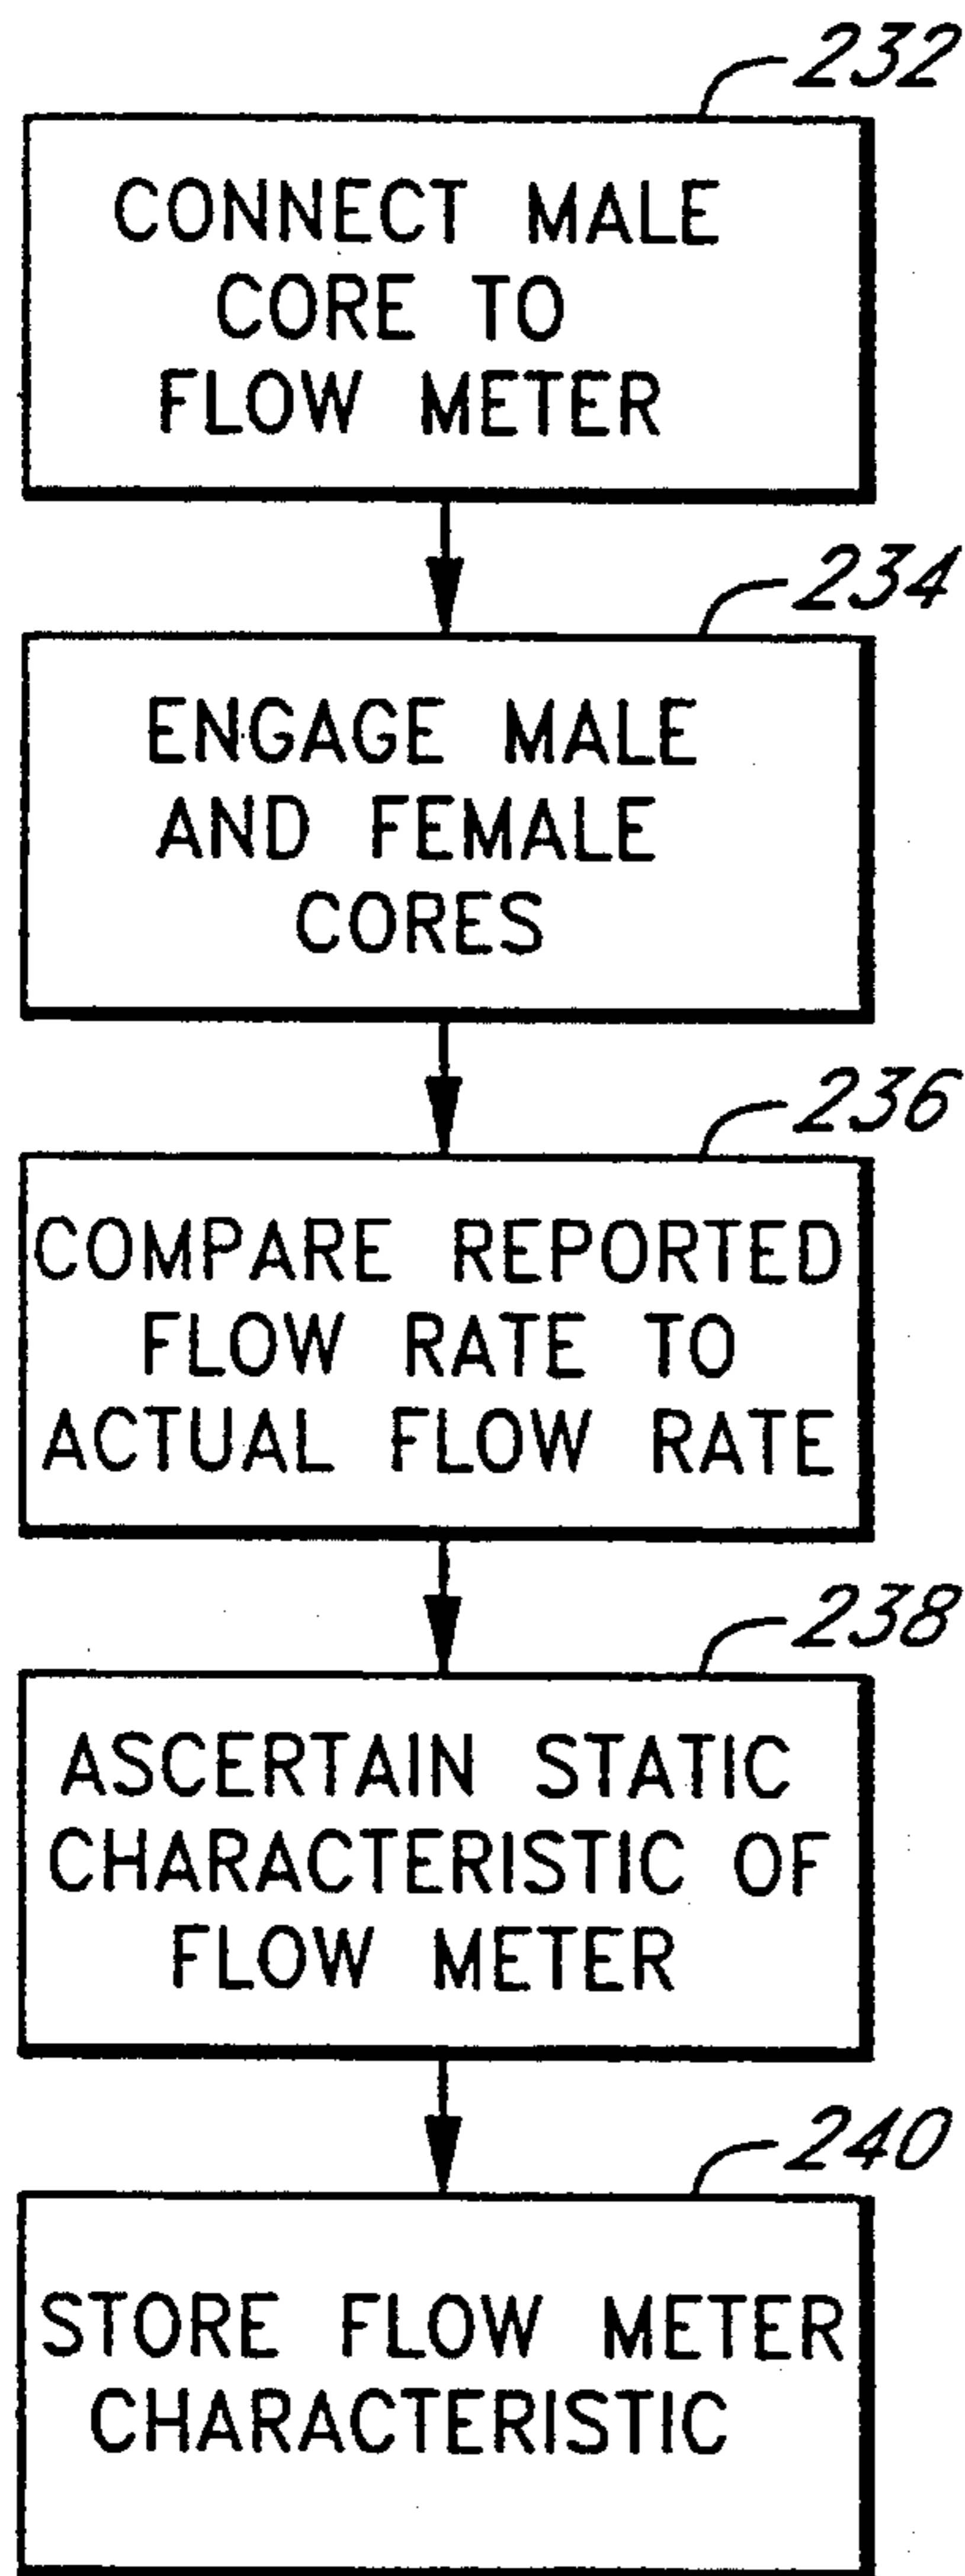 232
CONNECT MALE
CORE TO
FLOW METER
234
ENGAGE MALE
AND FEMALE
CORES
236
COMPARE REPORTED
FLOW RATE TO
ACTUAL FLOW RATE
238
ASCERTAIN STATIC
CHARACTERISTIC OF
FLOW METER
240
STORE FLOW METER
CHARACTERISTIC